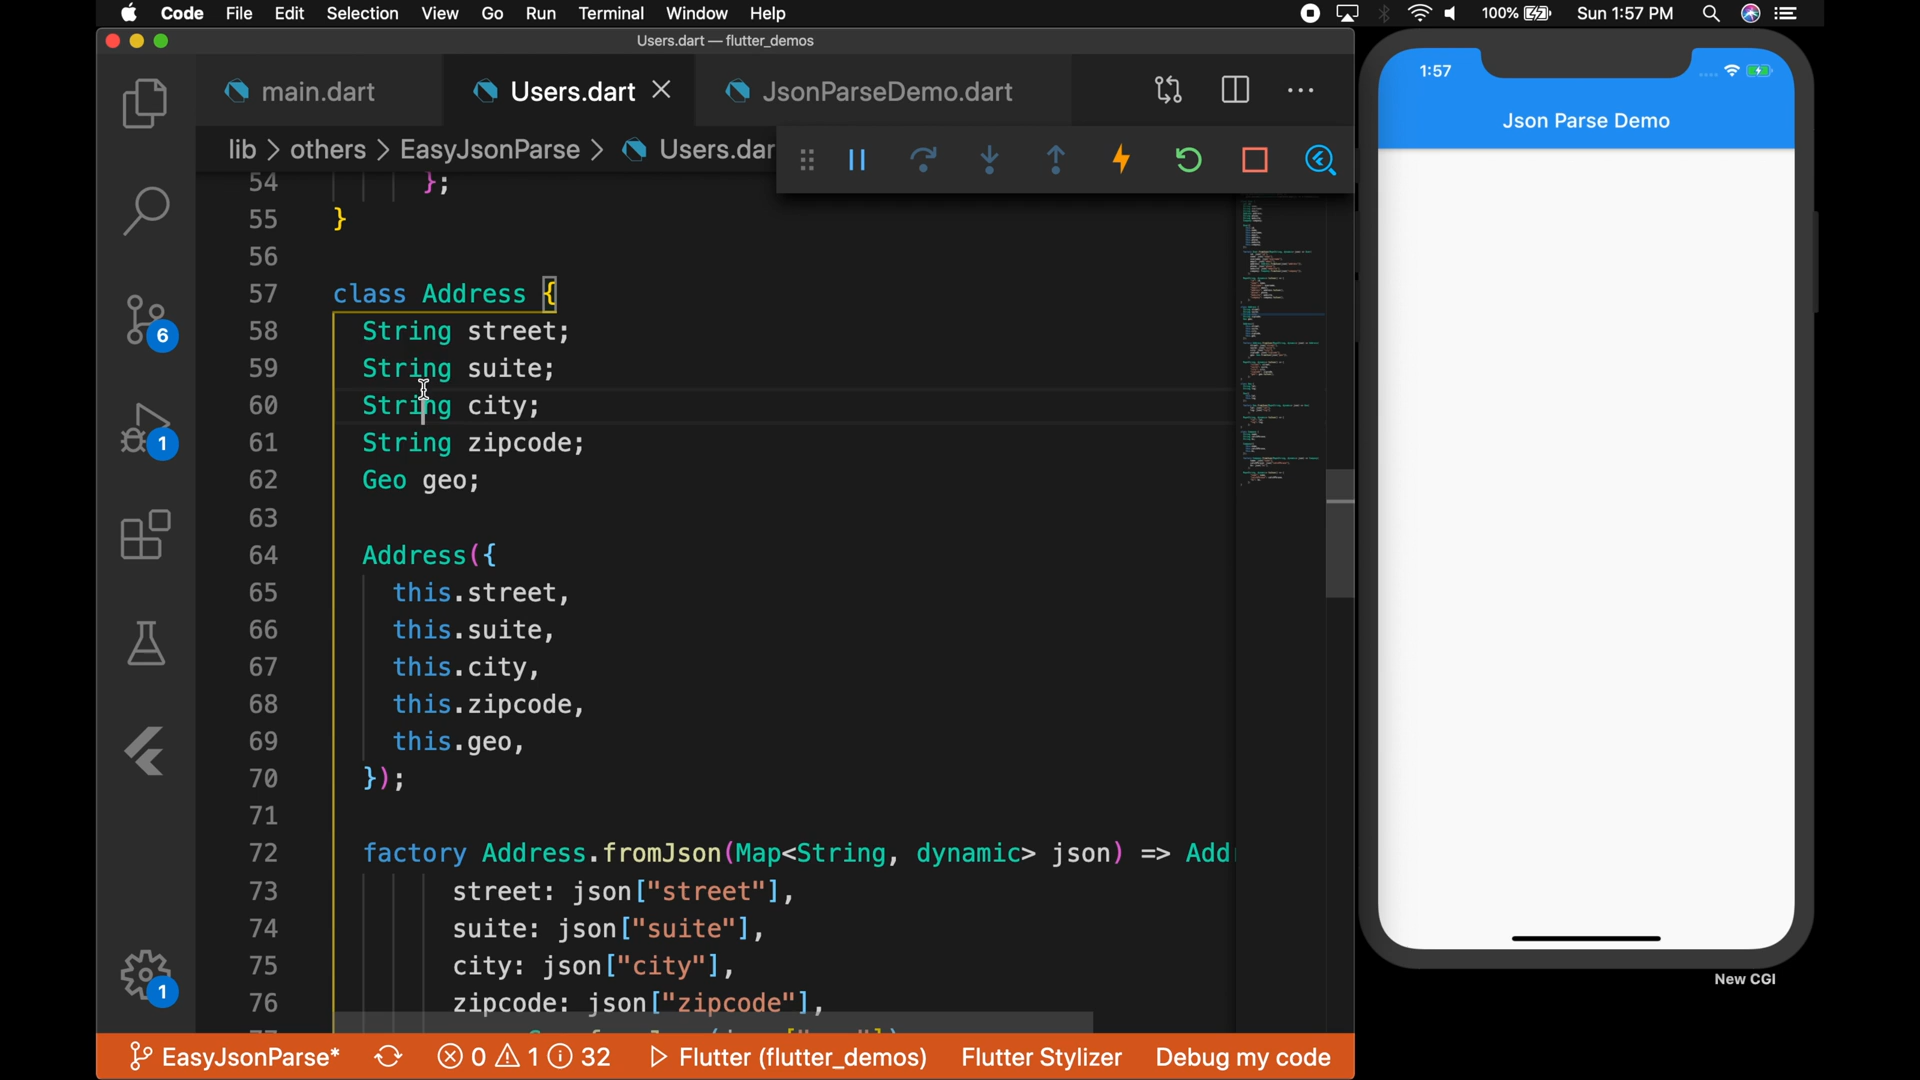 Code File Edit Selection View Go Run Terminal Window Help 100% Sun 1:57 PM
Users.dart — flutter_demos
main.dart Users.dart JsonParseDemo.dart
lib > others > EasyJsonParse > Users.dar
54 };
55 }
56
57 class Address {
58 String street;
59 String suite;
60 String city;
61 String zipcode;
62 Geo geo;
63
64 Address({
65 this.street,
66 this.suite,
67 this.city,
68 this.zipcode,
69 this.geo,
70 });
71
72 factory Address.fromJson(Map<String, dynamic> json) => Add
73 street: json["street"],
74 suite: json["suite"],
75 city: json["city"],
76 zipcode: json["zipcode"],
6
1
1
EasyJsonParse* 0 1 32 Flutter (flutter_demos) Flutter Stylizer Debug my code
1:57
Json Parse Demo
New CGI